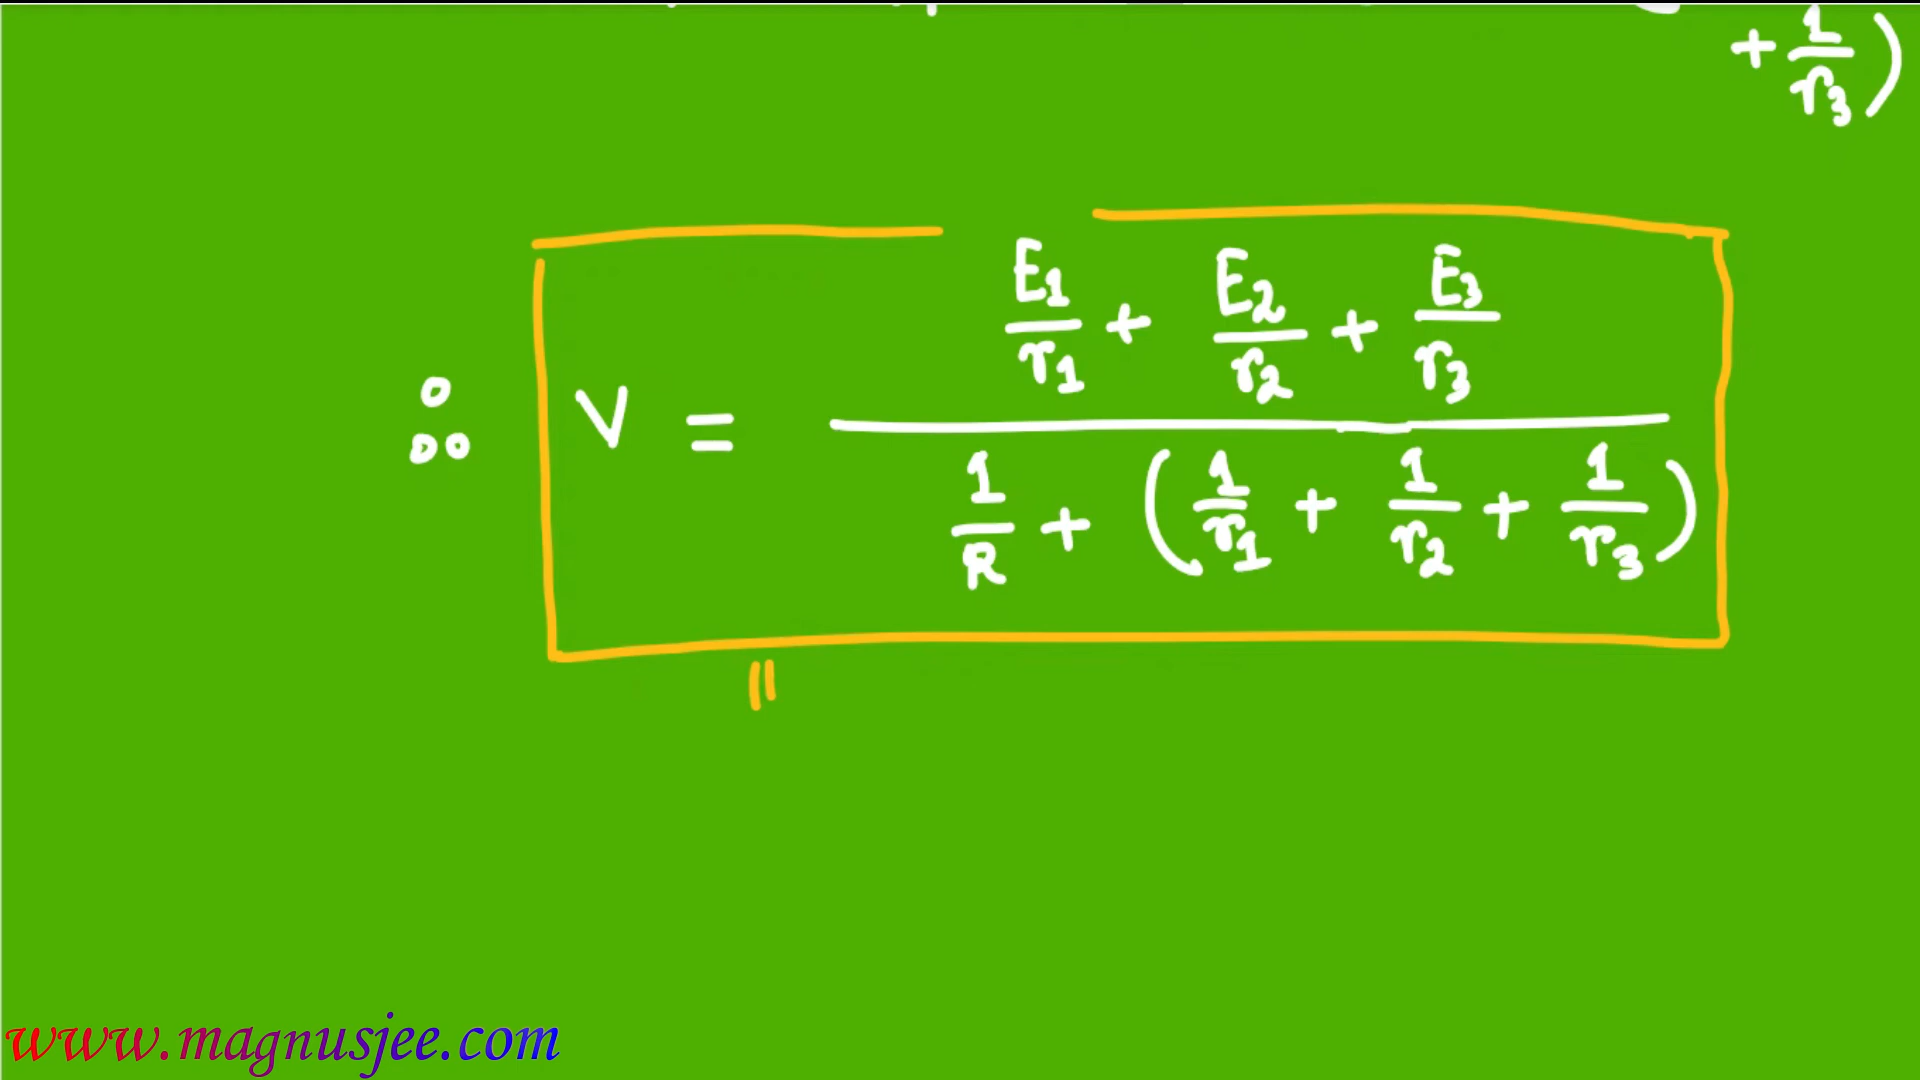 + 1/r₃)
∴ V = (E₁/r₁ + E₂/r₂ + E₃/r₃) / (1/R + (1/r₁ + 1/r₂ + 1/r₃))
www.magnusjee.com